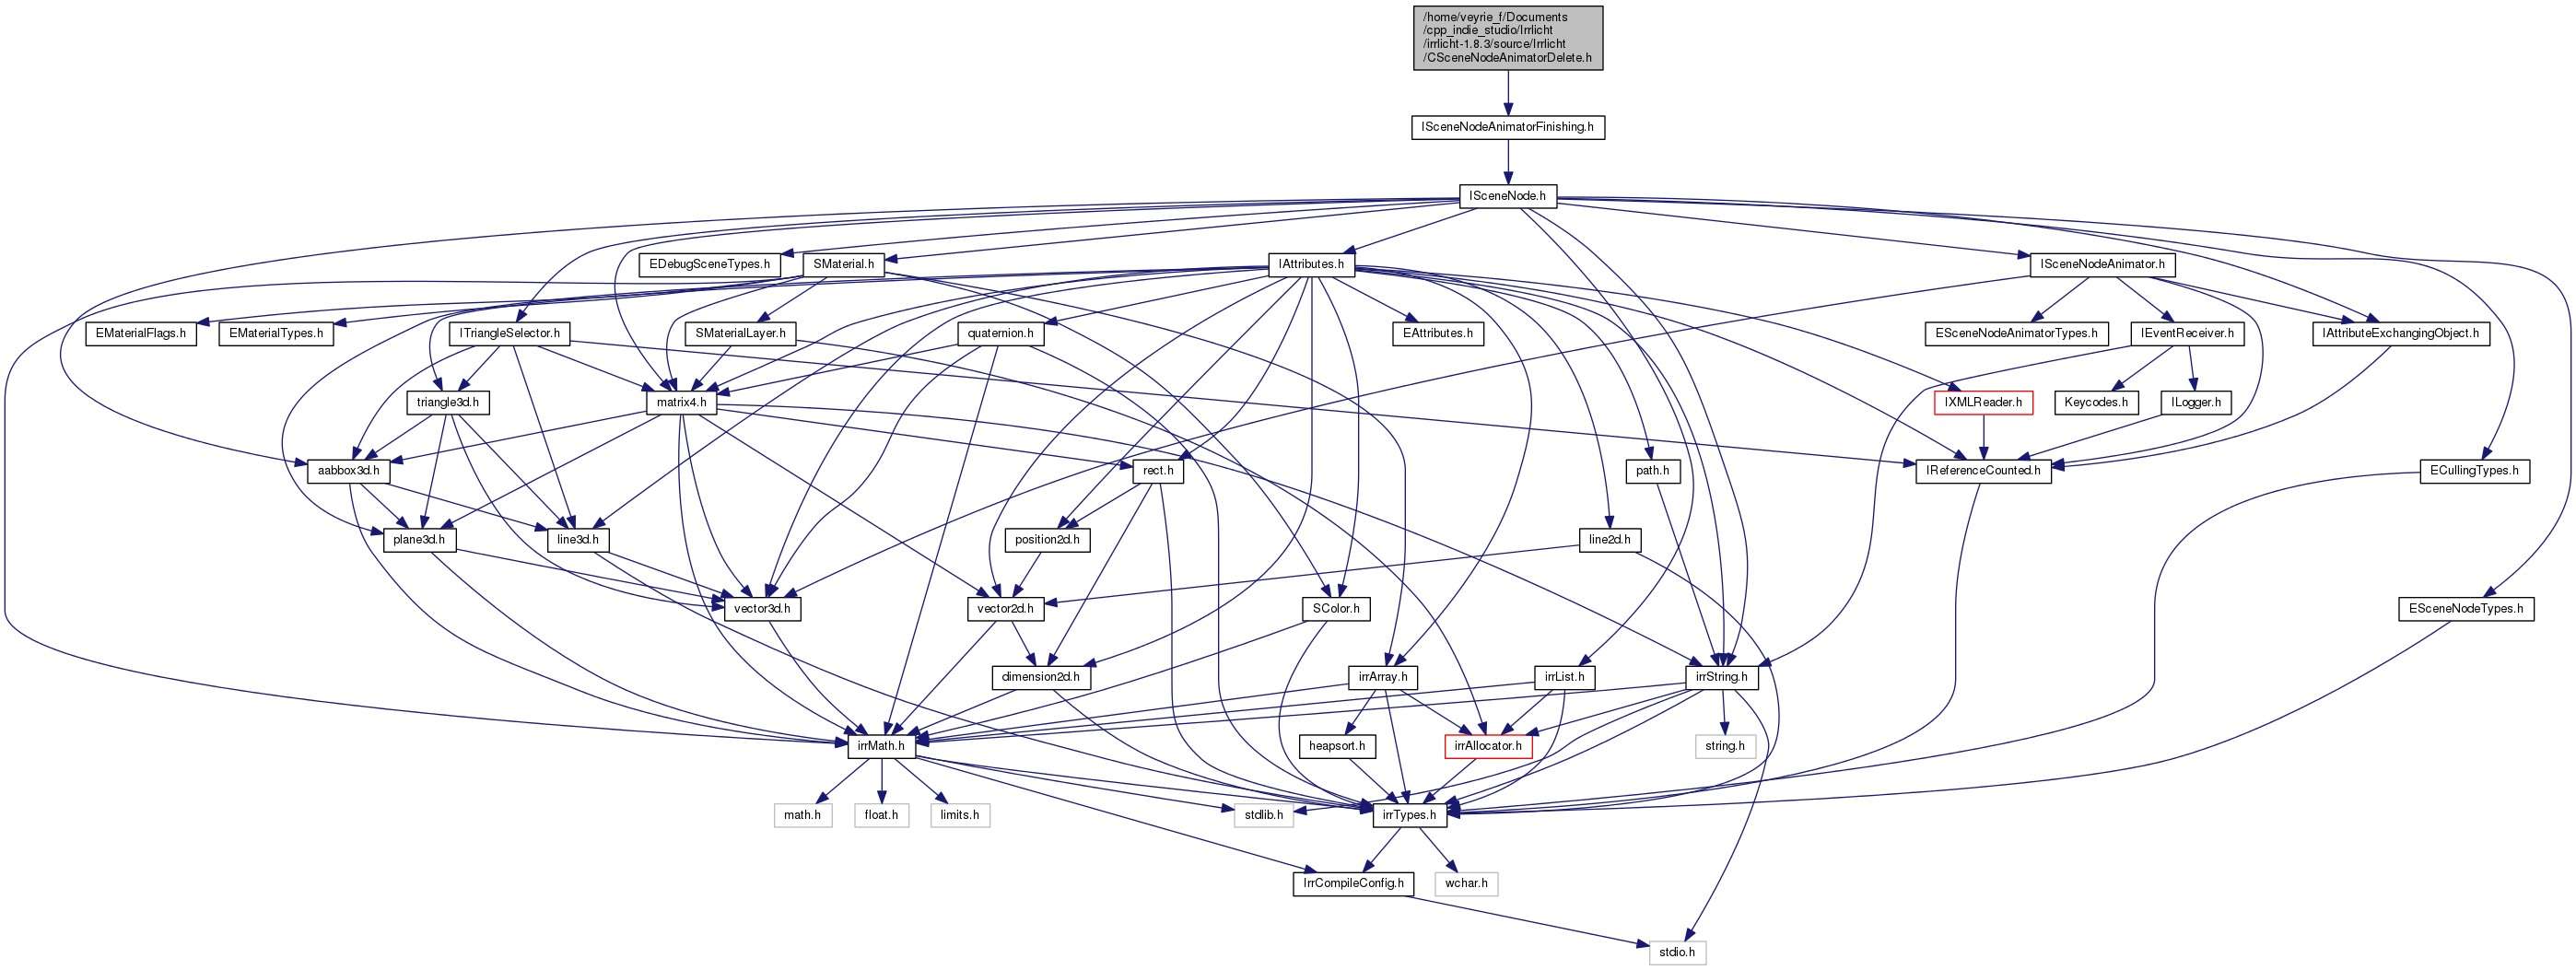 /home/veyrie_f/Documents
/cpp_indie_studio/Irrlicht
/irrlicht-1.8.3/source/Irrlicht
/CSceneNodeAnimatorDelete.h
ISceneNodeAnimatorFinishing.h
ISceneNode.h
EDebugSceneTypes.h
SMaterial.h
IAttributes.h
ISceneNodeAnimator.h
EMaterialFlags.h
EMaterialTypes.h
ITriangleSelector.h
SMaterialLayer.h
quaternion.h
EAttributes.h
ESceneNodeAnimatorTypes.h
IEventReceiver.h
IAttributeExchangingObject.h
triangle3d.h
matrix4.h
IXMLReader.h
Keycodes.h
ILogger.h
aabbox3d.h
rect.h
path.h
IReferenceCounted.h
ECullingTypes.h
plane3d.h
line3d.h
position2d.h
line2d.h
vector3d.h
vector2d.h
SColor.h
ESceneNodeTypes.h
dimension2d.h
irrArray.h
irrList.h
irrString.h
irrMath.h
heapsort.h
irrAllocator.h
string.h
math.h
float.h
limits.h
stdlib.h
irrTypes.h
IrrCompileConfig.h
wchar.h
stdio.h